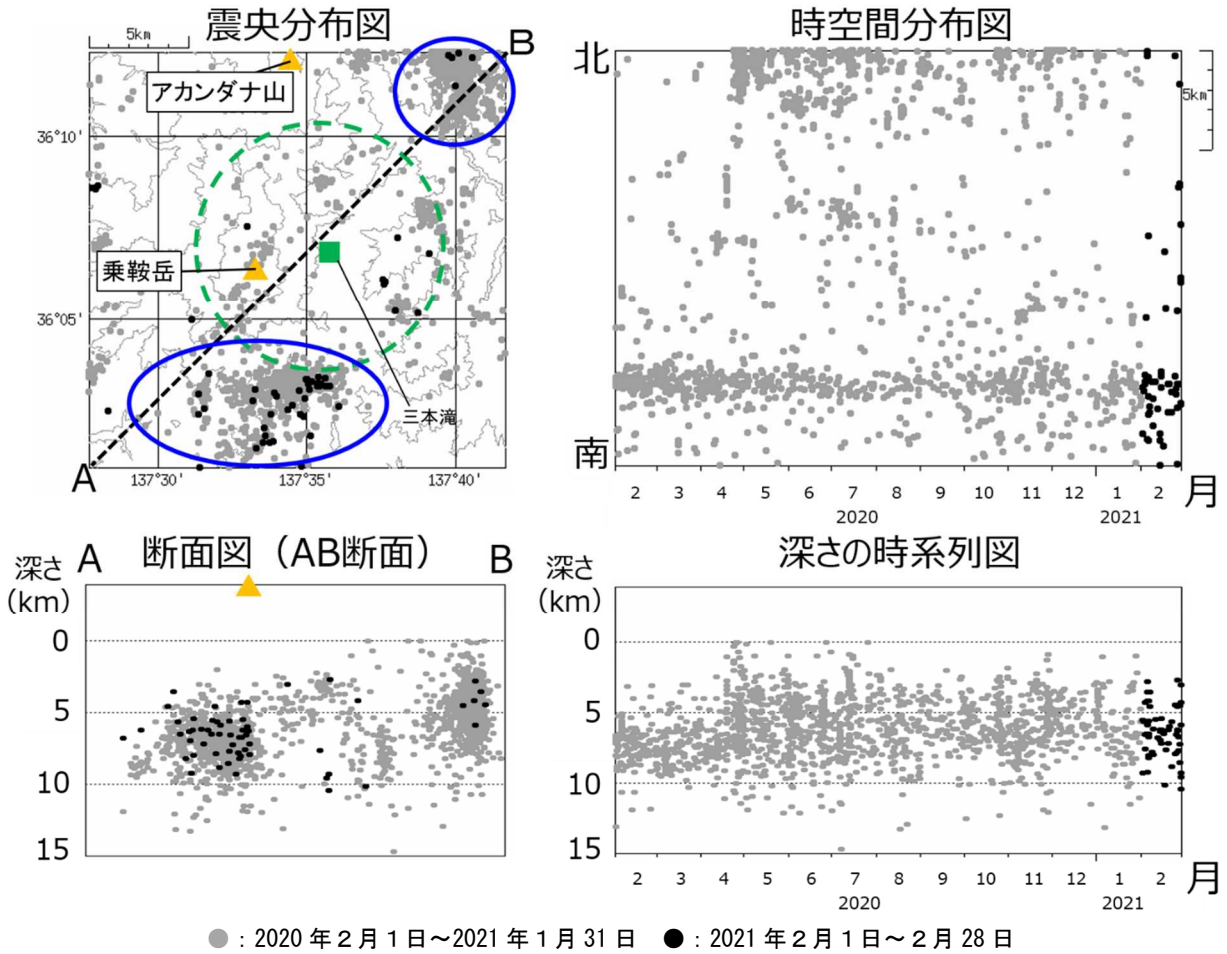 震央分布図
5km
B
アカンダナ山
36°10'
乗鞍岳
36°05'
三本滝
A
137°30'
137°35'
137°40'
時空間分布図
北
5km
南
2 3 4 5 6 7 8 9 10 11 12 1 2 月
2020 2021
断面図（AB断面）
A B
深さ
(km)
0
5
10
15
深さの時系列図
深さ
(km)
0
5
10
15
2 3 4 5 6 7 8 9 10 11 12 1 2 月
2020 2021
●：2020年２月１日～2021年１月31日 ●：2021年２月１日～２月28日